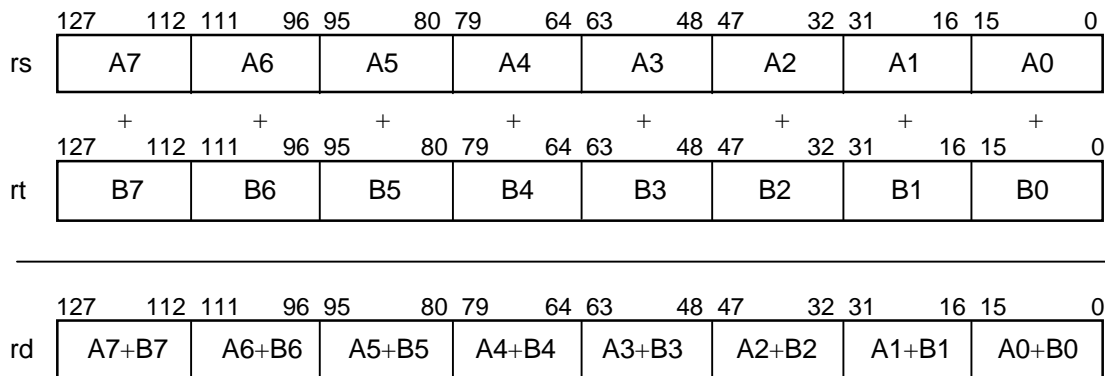 127 112 111 96 95 80 79 64 63 48 47 32 31 16 15 0
rs A7 A6 A5 A4 A3 A2 A1 A0
+ + + + + + + +
127 112 111 96 95 80 79 64 63 48 47 32 31 16 15 0
rt B7 B6 B5 B4 B3 B2 B1 B0
127 112 111 96 95 80 79 64 63 48 47 32 31 16 15 0
rd A7+B7 A6+B6 A5+B5 A4+B4 A3+B3 A2+B2 A1+B1 A0+B0